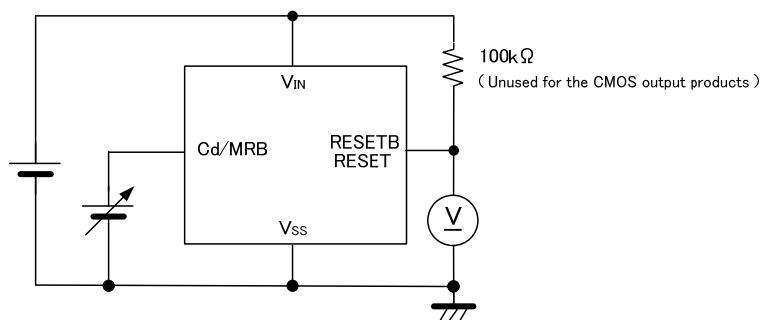 100kΩ
VIN
（Unused for the CMOS output products）
Cd/MRB
RESETB
RESET
V
VSS